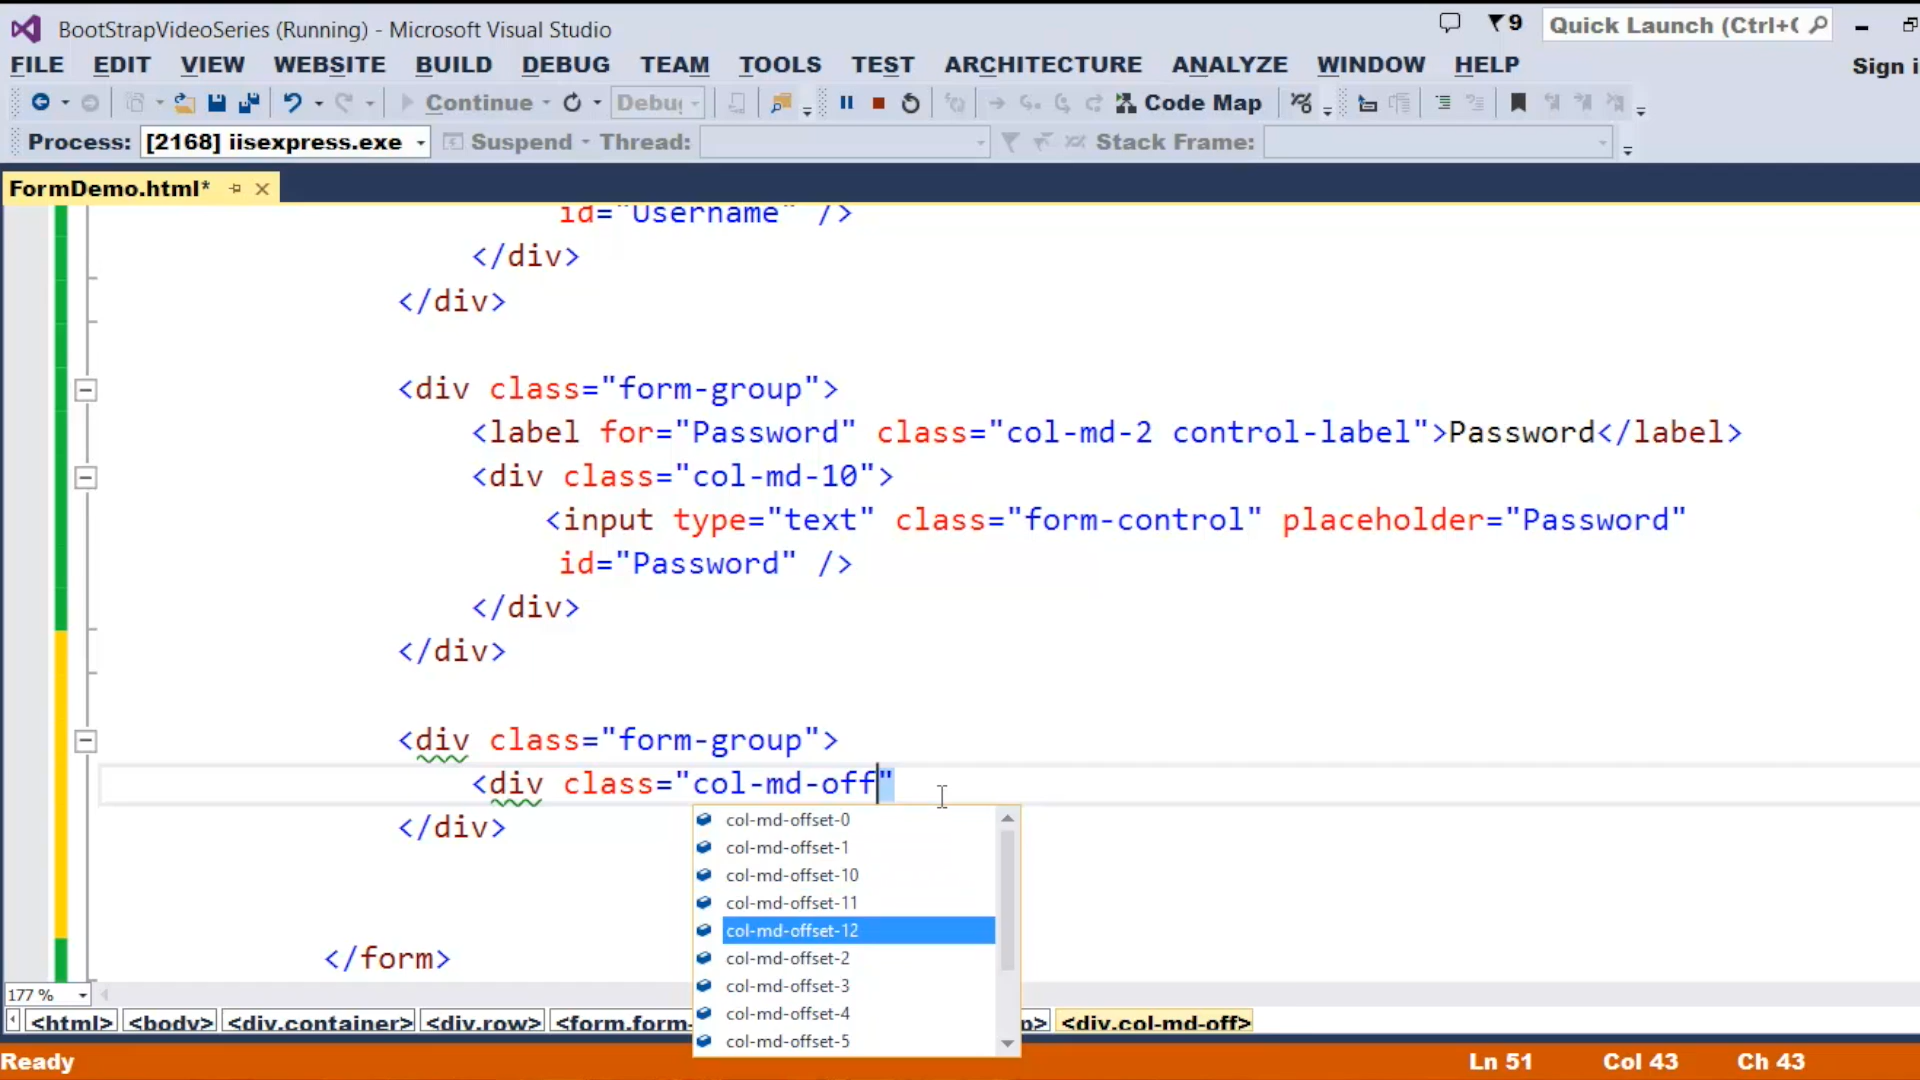 BootStrapVideoSeries (Running) - Microsoft Visual Studio
9
Quick Launch (Ctrl+
FILE EDIT VIEW WEBSITE BUILD DEBUG TEAM TOOLS TEST ARCHITECTURE ANALYZE WINDOW HELP
Sign i
Continue
Debu
Code Map
Process: [2168] iisexpress.exe
Suspend
Thread:
Stack Frame:
FormDemo.html*
id="Username" />
</div>
</div>
<div class="form-group">
<label for="Password" class="col-md-2 control-label">Password</label>
<div class="col-md-10">
<input type="text" class="form-control" placeholder="Password"
id="Password" />
</div>
</div>
<div class="form-group">
<div class="col-md-off"
</div>
col-md-offset-0
col-md-offset-1
col-md-offset-10
col-md-offset-11
col-md-offset-12
col-md-offset-2
col-md-offset-3
col-md-offset-4
col-md-offset-5
</form>
177 %
<html> <body> <div.container> <div.row> <form.form- p> <div.col-md-off>
Ready
Ln 51
Col 43
Ch 43